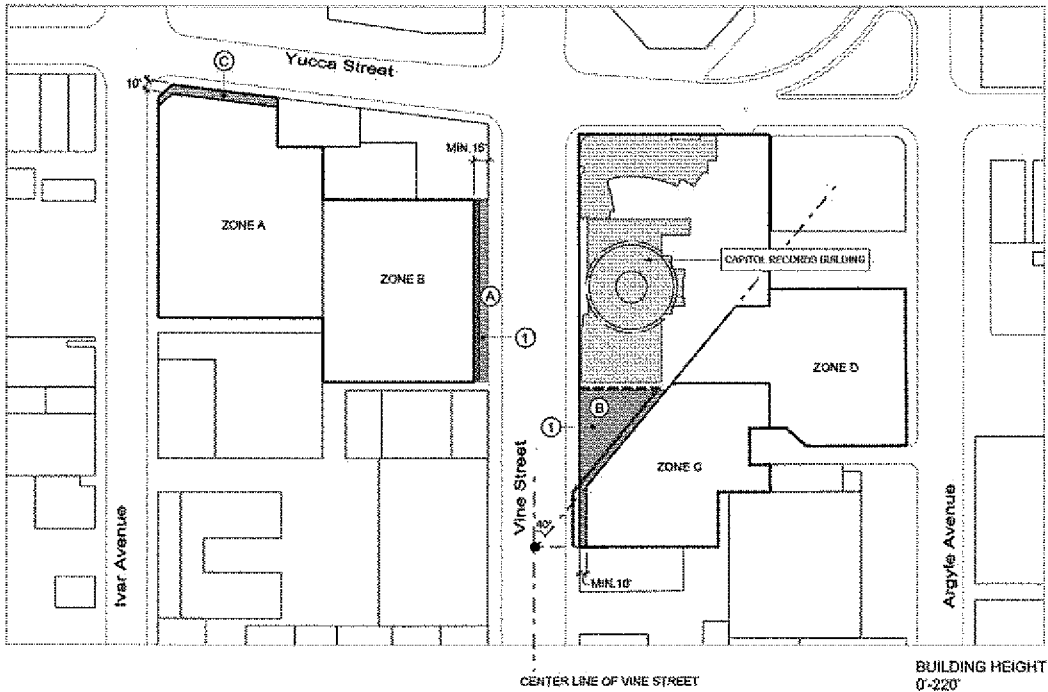 Yucca Street
C
10'
MIN. 15'
ZONE A
ZONE B
A
1
CAPITOL RECORDS BUILDING
ZONE D
B
1
ZONE C
Vine Street
40°
MIN. 10'
Ivar Avenue
Argyle Avenue
CENTER LINE OF VINE STREET
BUILDING HEIGHT
0'-220'